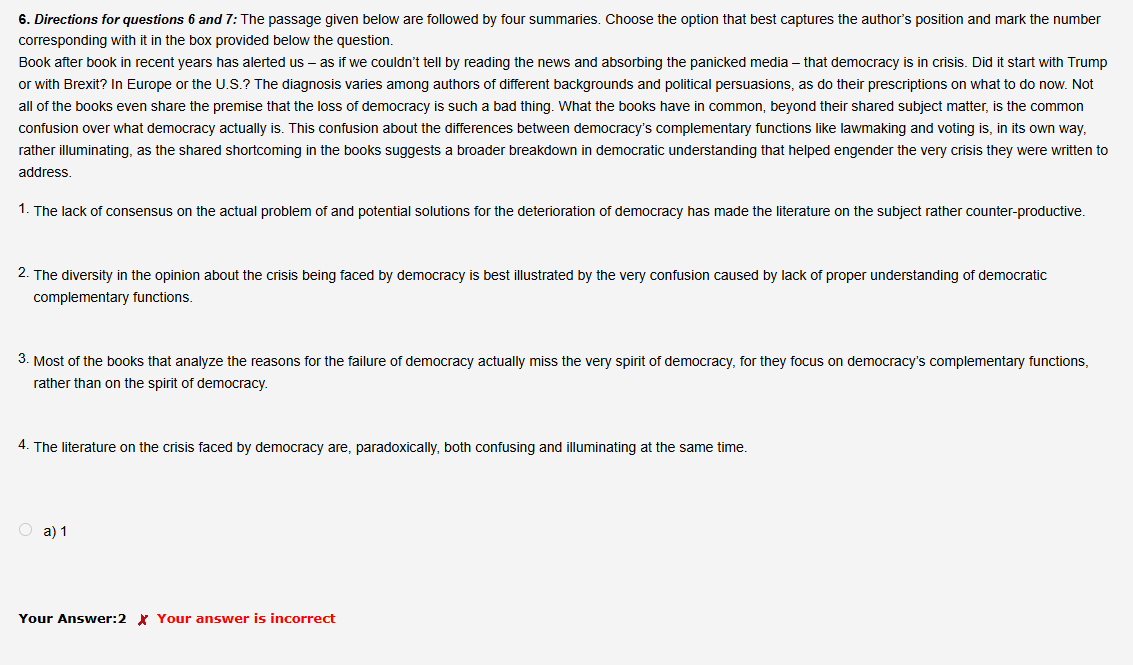 6. Directions for questions 6 and 7: The passage given below are followed by four summaries. Choose the option that best captures the author's position and mark the number
corresponding with it in the box provided below the question.
Book after book in recent years has alerted us – as if we couldn't tell by reading the news and absorbing the panicked media – that democracy is in crisis. Did it start with Trump
or with Brexit? In Europe or the U.S.? The diagnosis varies among authors of different backgrounds and political persuasions, as do their prescriptions on what to do now. Not
all of the books even share the premise that the loss of democracy is such a bad thing. What the books have in common, beyond their shared subject matter, is the common
confusion over what democracy actually is. This confusion about the differences between democracy's complementary functions like lawmaking and voting is, in its own way,
rather illuminating, as the shared shortcoming in the books suggests a broader breakdown in democratic understanding that helped engender the very crisis they were written to
address.
1. The lack of consensus on the actual problem of and potential solutions for the deterioration of democracy has made the literature on the subject rather counter-productive.
2. The diversity in the opinion about the crisis being faced by democracy is best illustrated by the very confusion caused by lack of proper understanding of democratic
complementary functions.
3. Most of the books that analyze the reasons for the failure of democracy actually miss the very spirit of democracy, for they focus on democracy's complementary functions,
rather than on the spirit of democracy.
4. The literature on the crisis faced by democracy are, paradoxically, both confusing and illuminating at the same time.
a) 1
Your Answer:2 ✘ Your answer is incorrect